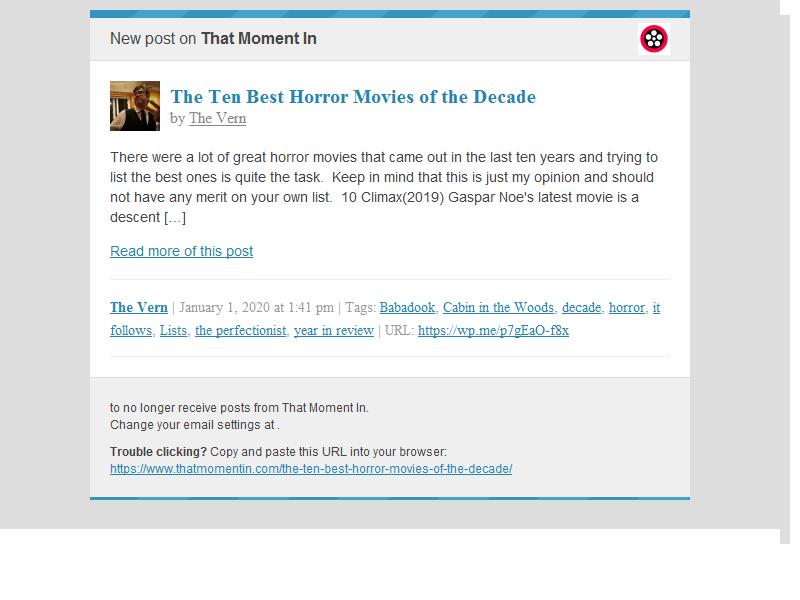 New post on That Moment In
The Ten Best Horror Movies of the Decade
by The Vern
There were a lot of great horror movies that came out in the last ten years and trying to
list the best ones is quite the task.  Keep in mind that this is just my opinion and should
not have any merit on your own list.  10 Climax(2019) Gaspar Noe's latest movie is a
descent […]
Read more of this post
The Vern | January 1, 2020 at 1:41 pm | Tags: Babadook, Cabin in the Woods, decade, horror, it
follows, Lists, the perfectionist, year in review | URL: https://wp.me/p7gEaO-f8x
to no longer receive posts from That Moment In.
Change your email settings at .
Trouble clicking? Copy and paste this URL into your browser:
https://www.thatmomentin.com/the-ten-best-horror-movies-of-the-decade/